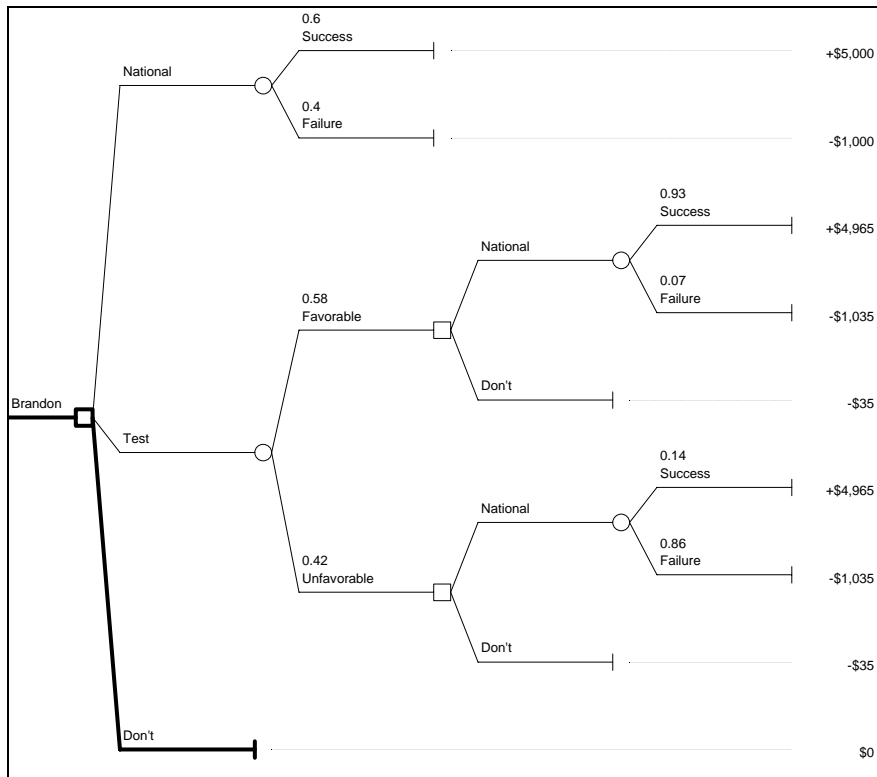 0.6
Success
+$5,000
National
0.4
Failure
-$1,000
0.93
Success
+$4,965
National
0.07
Failure
-$1,035
0.58
Favorable
Don't
-$35
Brandon
Test
0.14
Success
+$4,965
National
0.86
Failure
-$1,035
0.42
Unfavorable
Don't
-$35
Don't
$0